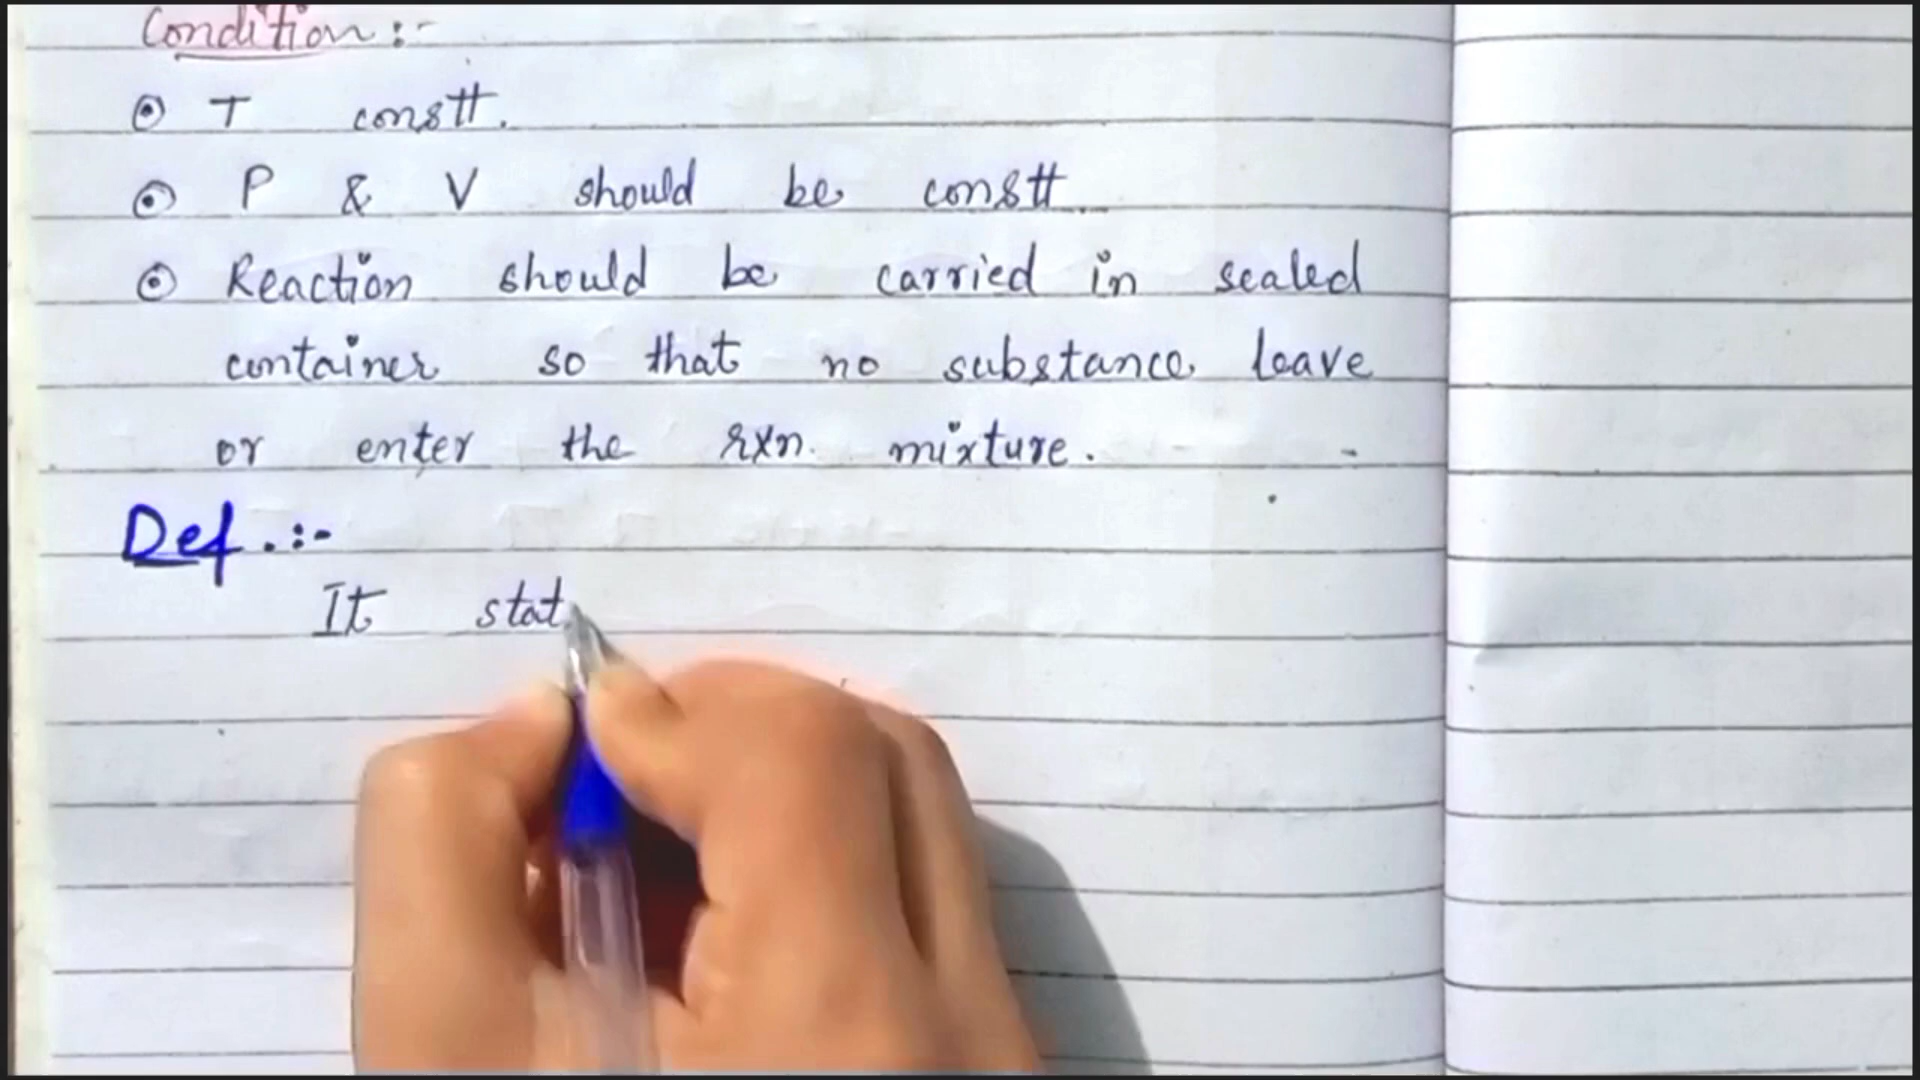 Condition :-
T constt.
P & V should be constt.
Reaction should be carried in sealed
container so that no substance leave
or enter the rxn. mixture.
Def. :-
It stat